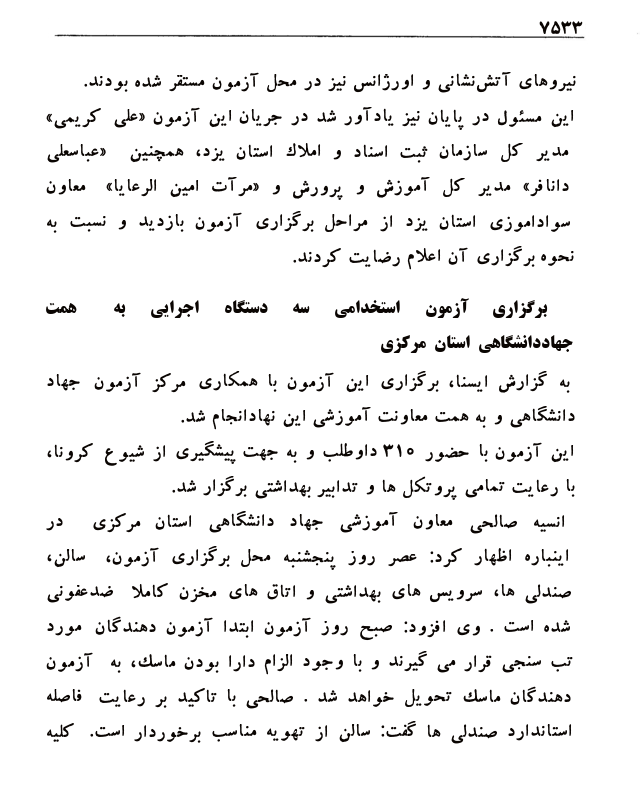 ۷۵۳۳
نیروهای آتش‌نشانی و اورژانس نیز در محل آزمون مستقر شده بودند.
این مسئول در پایان نیز یادآور شد در جریان این آزمون «علی کریمی»
مدیر کل سازمان ثبت اسناد و املاک استان یزد، همچنین «عباسعلی
دانافر» مدیر کل آموزش و پرورش و «مرآت امین الرعایا» معاون
سواداموزی استان یزد از مراحل برگزاری آزمون بازدید و نسبت به
نحوه برگزاری آن اعلام رضایت کردند.
برگزاری آزمون استخدامی سه دستگاه اجرایی به همت
جهاددانشگاهی استان مرکزی
به گزارش ایسنا، برگزاری این آزمون با همکاری مرکز آزمون جهاد
دانشگاهی و به همت معاونت آموزشی این نهادانجام شد.
این آزمون با حضور ۳۱۰ داوطلب و به جهت پیشگیری از شیوع کرونا،
با رعایت تمامی پروتکل ها و تدابیر بهداشتی برگزار شد.
انسیه صالحی معاون آموزشی جهاد دانشگاهی استان مرکزی در
اینباره اظهار کرد: عصر روز پنجشنبه محل برگزاری آزمون، سالن،
صندلی ها، سرویس های بهداشتی و اتاق های مخزن کاملا ضدعفونی
شده است . وی افزود: صبح روز آزمون ابتدا آزمون دهندگان مورد
تب سنجی قرار می گیرند و با وجود الزام دارا بودن ماسک، به آزمون
دهندگان ماسک تحویل خواهد شد . صالحی با تاکید بر رعایت فاصله
استاندارد صندلی ها گفت: سالن از تهویه مناسب برخوردار است. کلیه